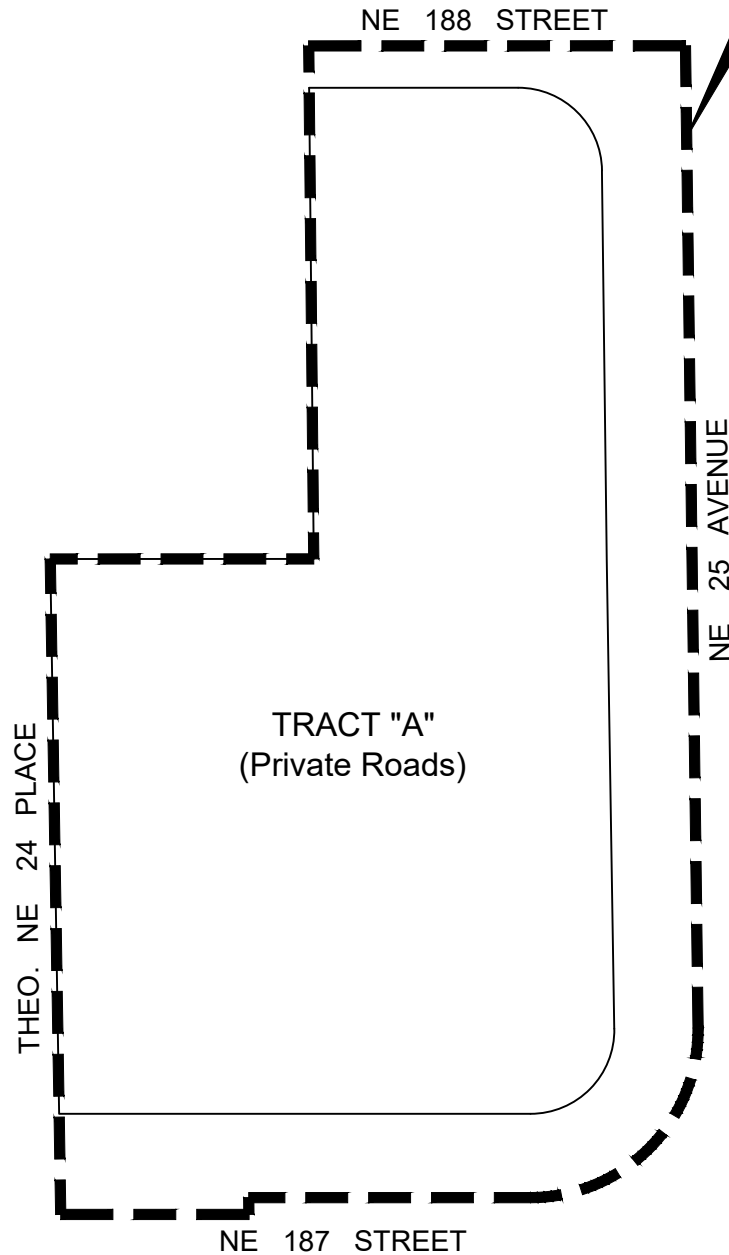 NE 188 STREET
NE 25 AVENUE
TRACT "A"
(Private Roads)
THEO. NE 24 PLACE
NE 187 STREET